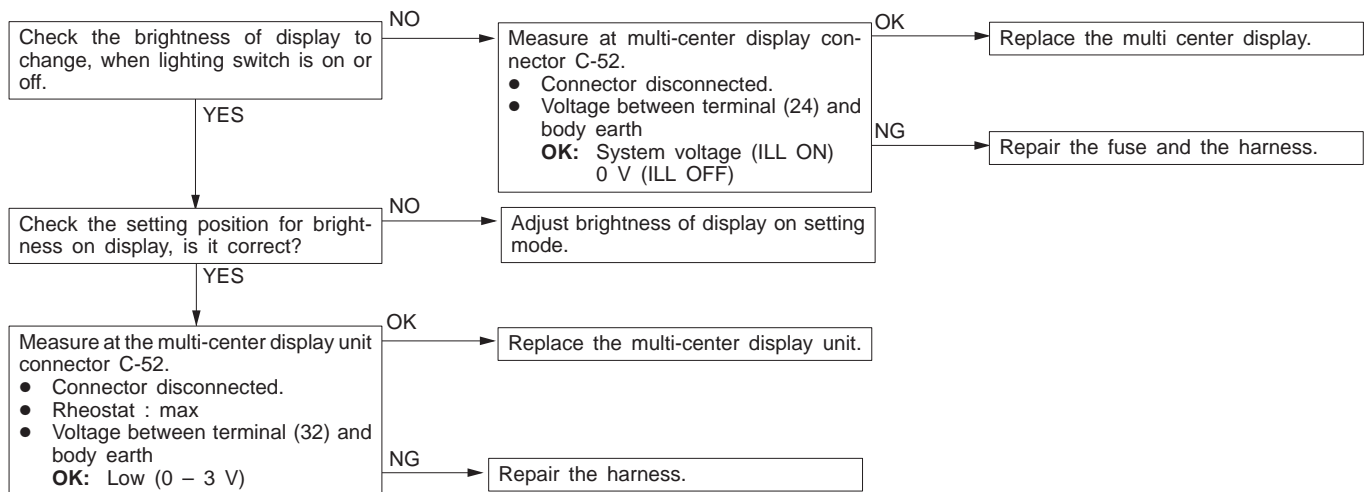 Check the brightness of display to
change, when lighting switch is on or
off.
NO
Measure at multi-center display con-
nector C-52.
● Connector disconnected.
● Voltage between terminal (24) and
body earth
OK: System voltage (ILL ON)
0 V (ILL OFF)
OK
Replace the multi center display.
NG
Repair the fuse and the harness.
YES
Check the setting position for bright-
ness on display, is it correct?
NO
Adjust brightness of display on setting
mode.
YES
Measure at the multi-center display unit
connector C-52.
● Connector disconnected.
● Rheostat : max
● Voltage between terminal (32) and
body earth
OK: Low (0 – 3 V)
OK
Replace the multi-center display unit.
NG
Repair the harness.